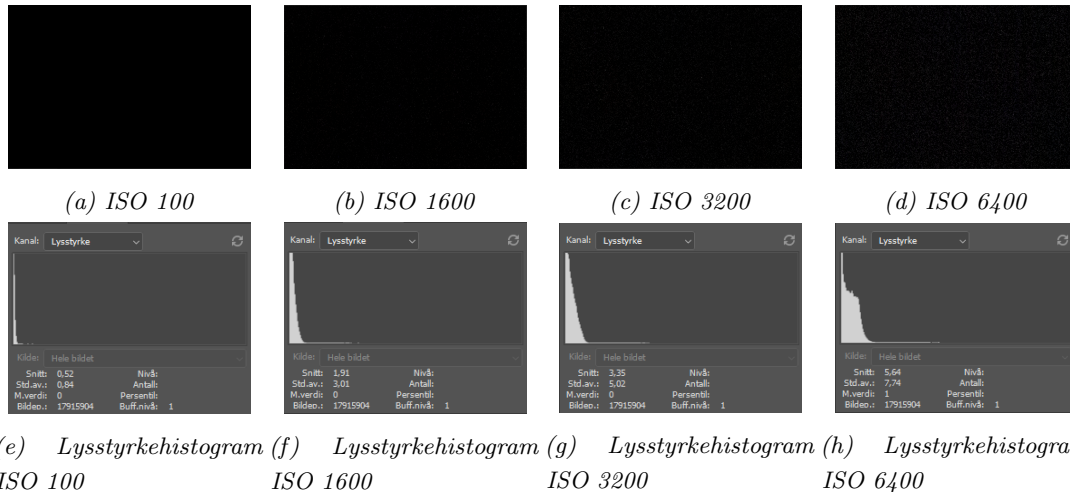 (a) ISO 100
(b) ISO 1600
(c) ISO 3200
(d) ISO 6400
Kanal: Lysstyrke
Kilde: Hele bildet
Snitt: 0,52 Nivå:
Std.av.: 0,84 Antall:
M.verdi: 0 Persentil:
Bildep.: 17915904 Buff.nivå: 1
Kanal: Lysstyrke
Kilde: Hele bildet
Snitt: 1,91 Nivå:
Std.av.: 3,01 Antall:
M.verdi: 0 Persentil:
Bildep.: 17915904 Buff.nivå: 1
Kanal: Lysstyrke
Kilde: Hele bildet
Snitt: 3,35 Nivå:
Std.av.: 5,02 Antall:
M.verdi: 0 Persentil:
Bildep.: 17915904 Buff.nivå: 1
Kanal: Lysstyrke
Kilde: Hele bildet
Snitt: 5,64 Nivå:
Std.av.: 7,74 Antall:
M.verdi: 1 Persentil:
Bildep.: 17915904 Buff.nivå: 1
(e) Lysstyrkehistogram
ISO 100
(f) Lysstyrkehistogram
ISO 1600
(g) Lysstyrkehistogram
ISO 3200
(h) Lysstyrkehistogra
ISO 6400